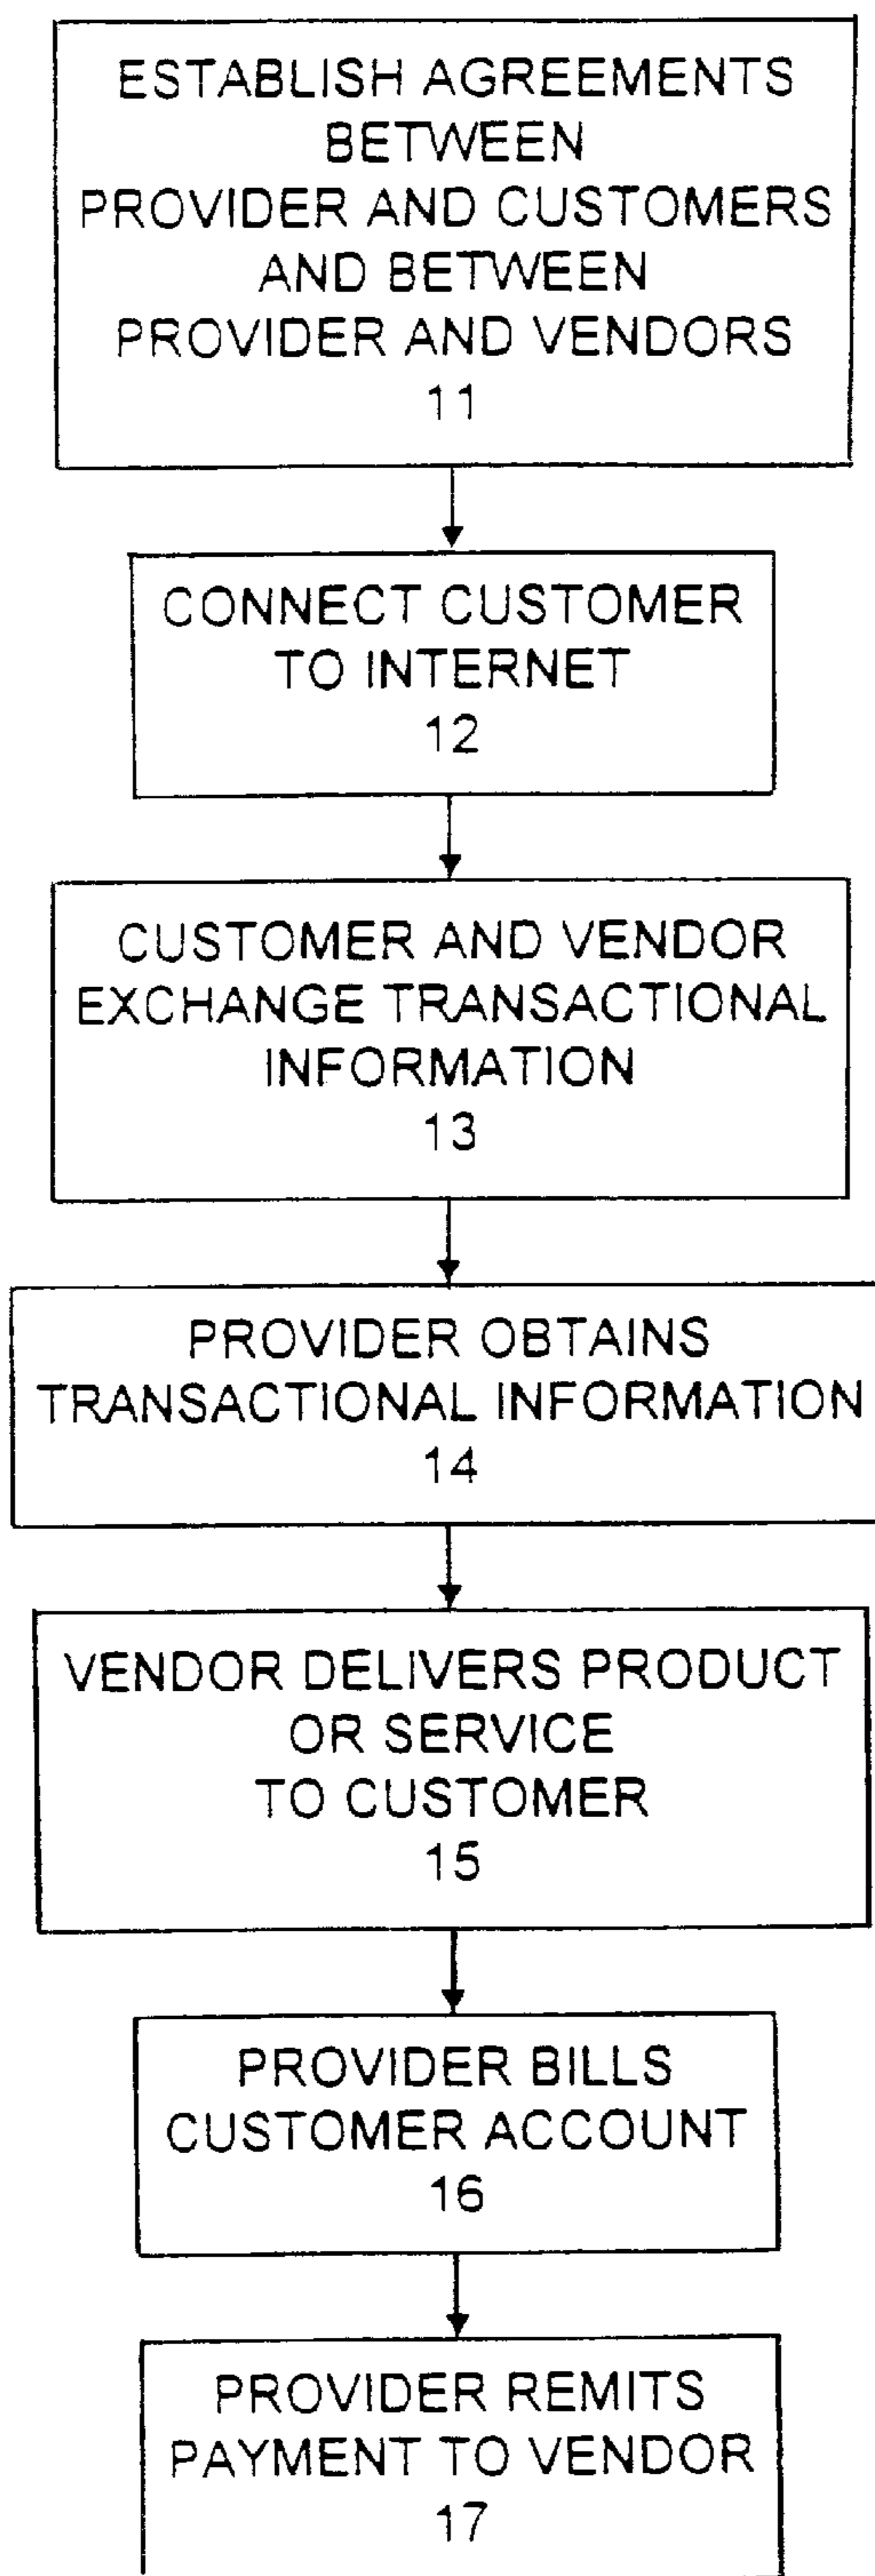 ESTABLISH AGREEMENTS
BETWEEN
PROVIDER AND CUSTOMERS
AND BETWEEN
PROVIDER AND VENDORS
11
CONNECT CUSTOMER
TO INTERNET
12
CUSTOMER AND VENDOR
EXCHANGE TRANSACTIONAL
INFORMATION
13
PROVIDER OBTAINS
TRANSACTIONAL INFORMATION
14
VENDOR DELIVERS PRODUCT
OR SERVICE
TO CUSTOMER
15
PROVIDER BILLS
CUSTOMER ACCOUNT
16
PROVIDER REMITS
PAYMENT TO VENDOR
17